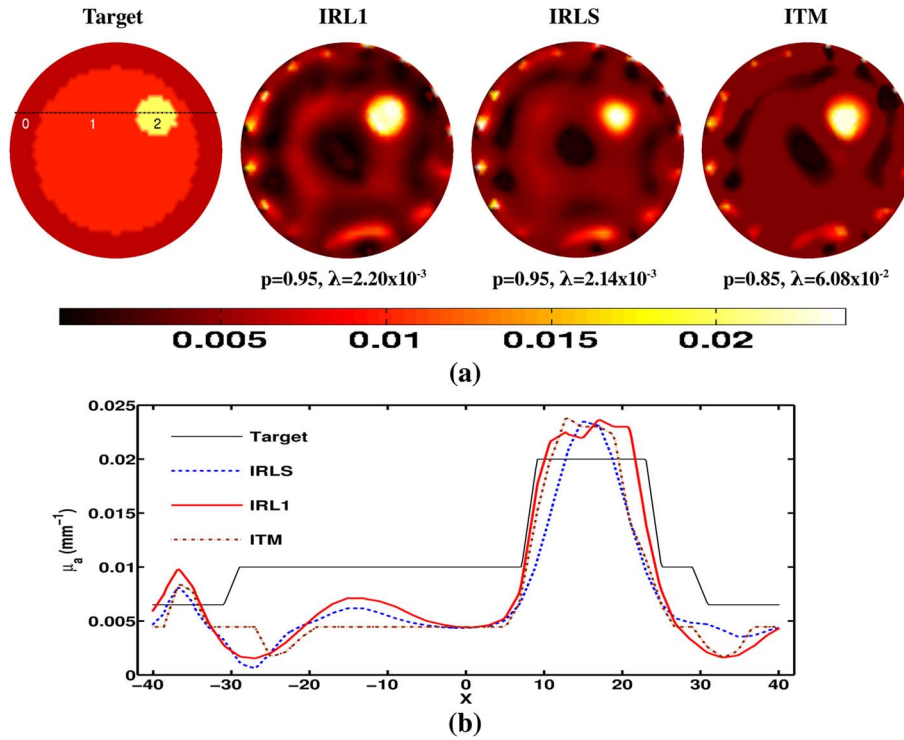 Target IRL1 IRLS ITM
0 1 2
p=0.95, λ=2.20x10⁻³ p=0.95, λ=2.14x10⁻³ p=0.85, λ=6.08x10⁻²
0.005 0.01 0.015 0.02
(a)
0.025
0.02
0.015
0.01
0.005
0
μa (mm⁻¹)
Target
IRLS
IRL1
ITM
−40 −30 −20 −10 0 10 20 30 40
X
(b)